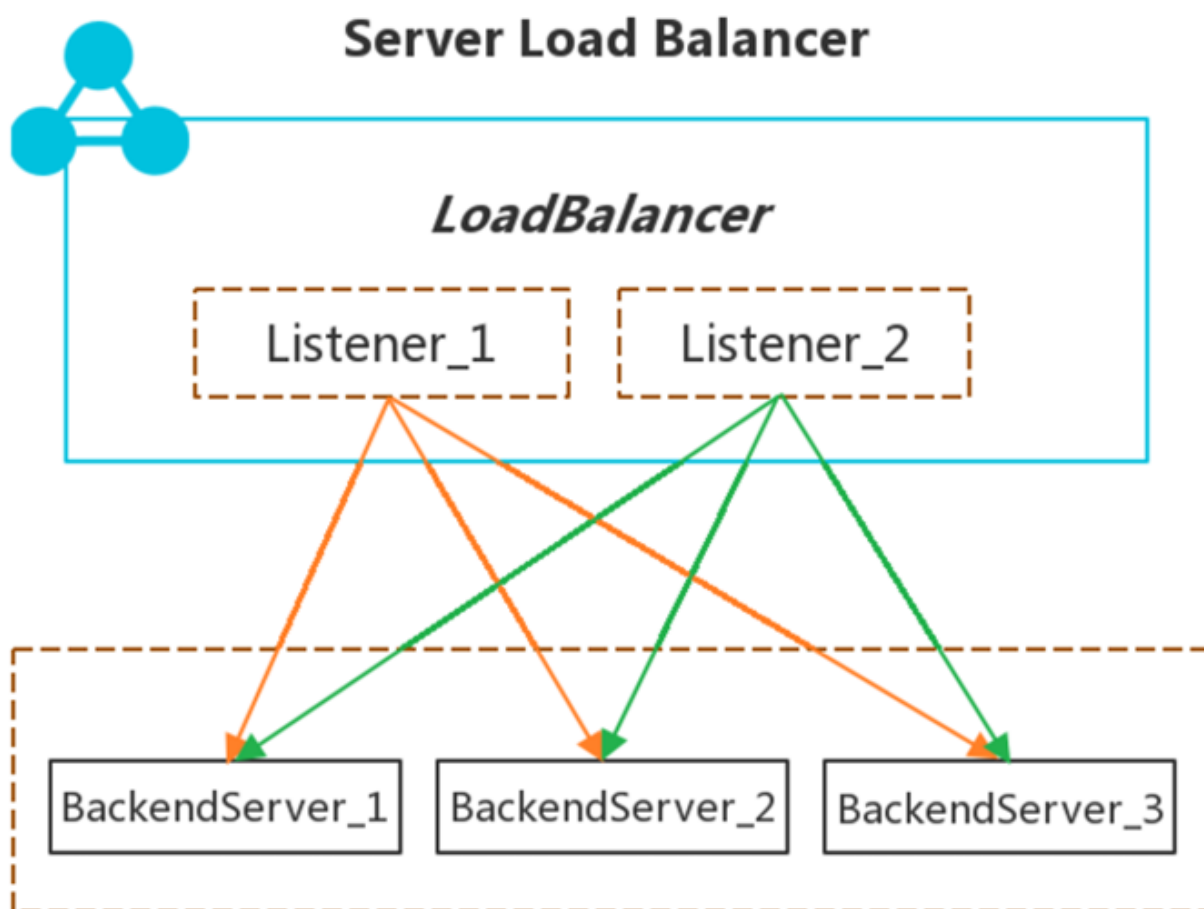 Server Load Balancer
LoadBalancer
Listener_1
Listener_2
BackendServer_1
BackendServer_2
BackendServer_3